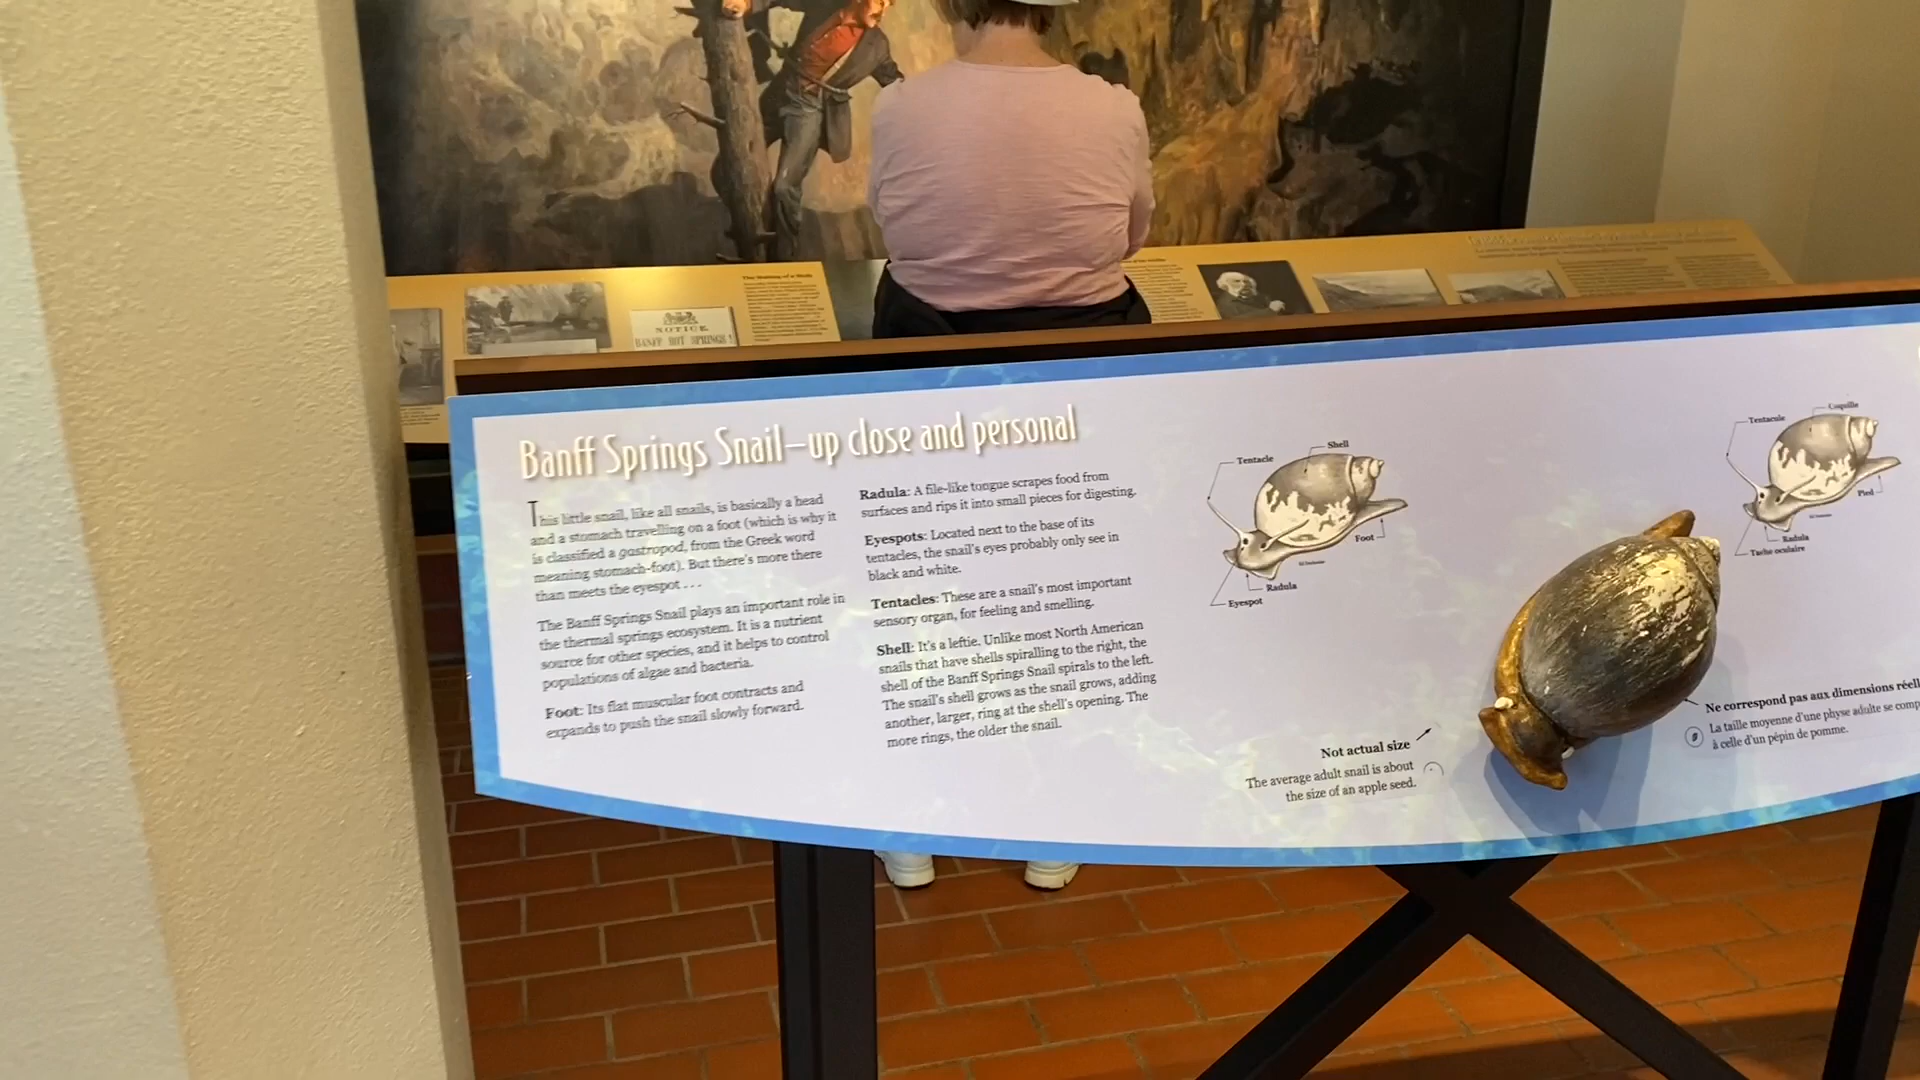 The Making of a Myth
NOTICE.
BANFF HOT SPRINGS!
Banff Springs Snail–up close and personal
This little snail, like all snails, is basically a head
and a stomach travelling on a foot (which is why it
is classified a gastropod, from the Greek word
meaning stomach-foot). But there's more there
than meets the eyespot . . .
The Banff Springs Snail plays an important role in
the thermal springs ecosystem. It is a nutrient
source for other species, and it helps to control
populations of algae and bacteria.
Foot: Its flat muscular foot contracts and
expands to push the snail slowly forward.
Radula: A file-like tongue scrapes food from
surfaces and rips it into small pieces for digesting.
Eyespots: Located next to the base of its
tentacles, the snail's eyes probably only see in
black and white.
Tentacles: These are a snail's most important
sensory organ, for feeling and smelling.
Shell: It's a leftie. Unlike most North American
snails that have shells spiralling to the right, the
shell of the Banff Springs Snail spirals to the left.
The snail's shell grows as the snail grows, adding
another, larger, ring at the shell's opening. The
more rings, the older the snail.
Shell
Tentacle
Foot
Radula
Eyespot
Not actual size
The average adult snail is about
the size of an apple seed.
Coquille
Tentacule
Pied
Radula
Tache oculaire
Ne correspond pas aux dimensions réell
La taille moyenne d'une physe adulte se comp
à celle d'un pépin de pomme.